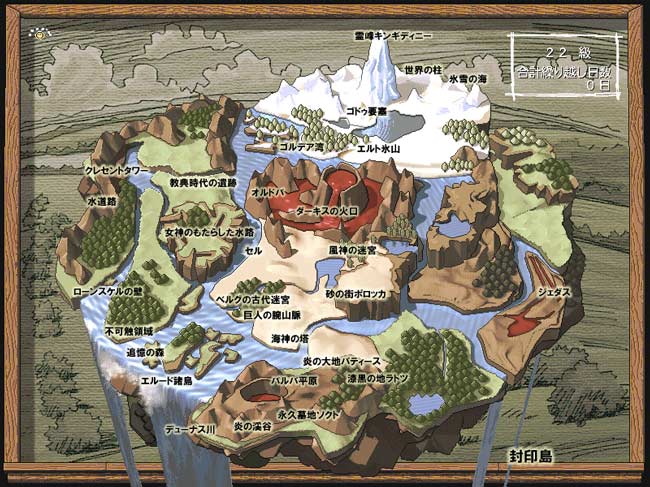 霊峰キンギディニー
22 級
合計繰り越し日数
0 日
世界の柱
氷雪の海
ゴドゥ要塞
ゴルデア湾
エルト氷山
クレセントタワー
教典時代の遺跡
オルドバー
水道路
ダーキスの火口
女神のもたらした水路
セル
風神の迷宮
ローンスケルの壁
ベルクの古代迷宮
砂の街ボロッカ
ジェダス
巨人の腕山脈
不可触領域
海神の塔
追憶の森
炎の大地バティース
エルード諸島
バルバ平原
漆黒の地ラトツ
永久墓地ソクト
デューナス川
炎の渓谷
封印島